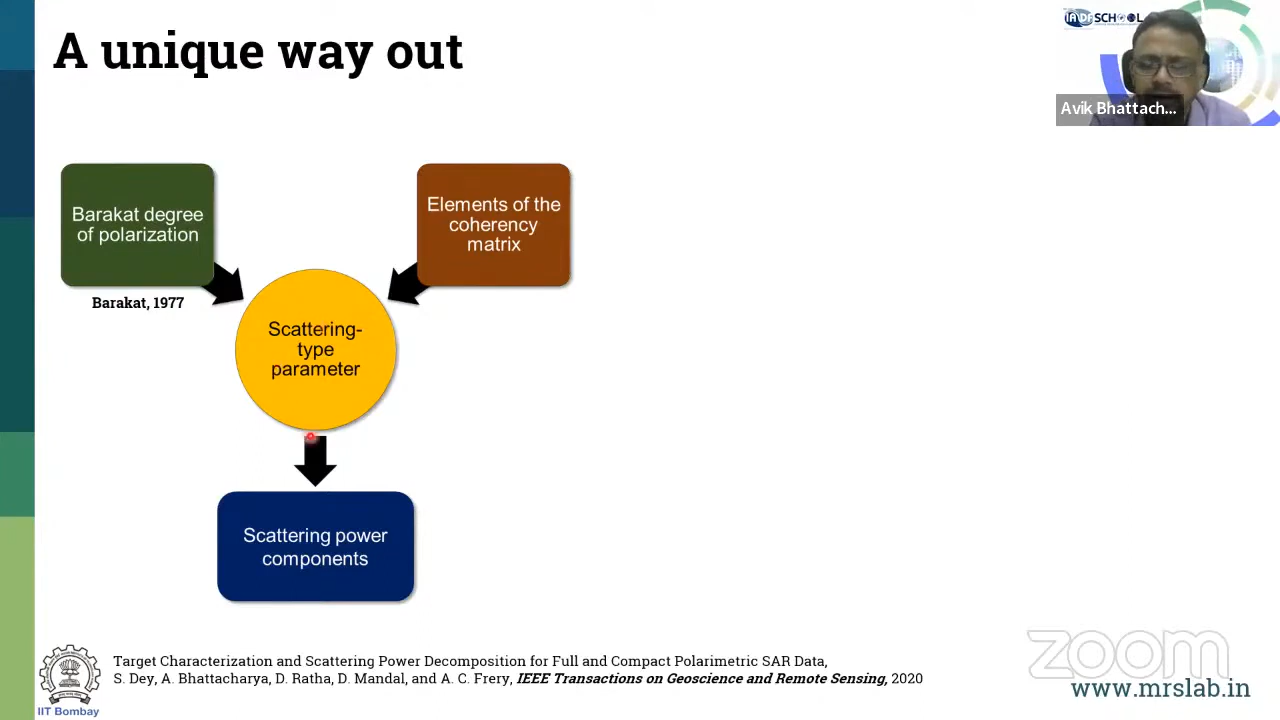 A unique way out
SCHOOL
Avik Bhattach...
Barakat degree
of polarization
Elements of the
coherency
matrix
Barakat, 1977
Scattering-
type
parameter
Scattering power
components
Target Characterization and Scattering Power Decomposition for Full and Compact Polarimetric SAR Data,
S. Dey, A. Bhattacharya, D. Ratha, D. Mandal, and A. C. Frery, IEEE Transactions on Geoscience and Remote Sensing, 2020
IIT Bombay
zoom
www.mrslab.in